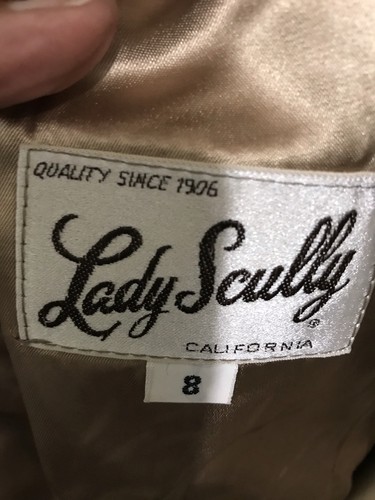 QUALITY SINCE 1906
Lady Scully
®
CALIFORNIA
8